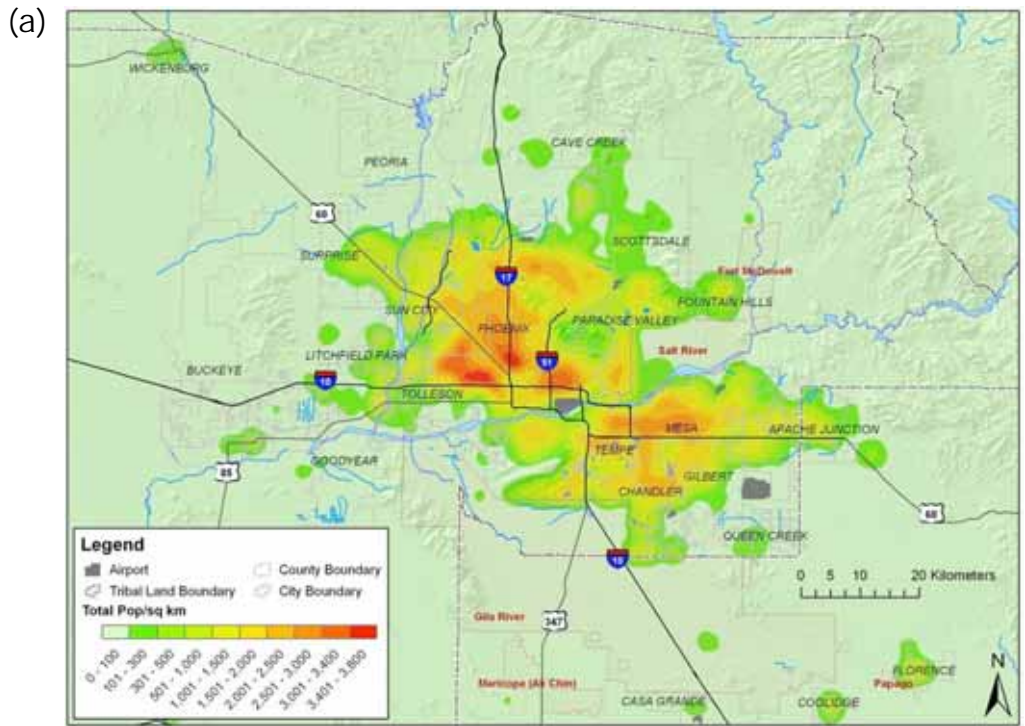 (a)
WICKENBURG
CAVE CREEK
PEORIA
60
SCOTTSDALE
SURPRISE
Fort McDowell
17
FOUNTAIN HILLS
SUN CITY
PARADISE VALLEY
PHOENIX
Salt River
51
LITCHFIELD PARK
BUCKEYE
10
TOLLESON
MESA
APACHE JUNCTION
TEMPE
GOODYEAR
85
GILBERT
CHANDLER
60
QUEEN CREEK
10
Legend
Airport
County Boundary
Tribal Land Boundary
City Boundary
Total Pop/sq km
0 - 100
101 - 300
301 - 500
501 - 1,000
1,001 - 1,500
1,501 - 2,000
2,001 - 2,500
2,501 - 3,000
3,001 - 3,400
3,401 - 3,800
0 5 10 20 Kilometers
Gila River
347
N
FLORENCE
Maricopa (Ak Chin)
Papago
CASA GRANDE
COOLIDGE